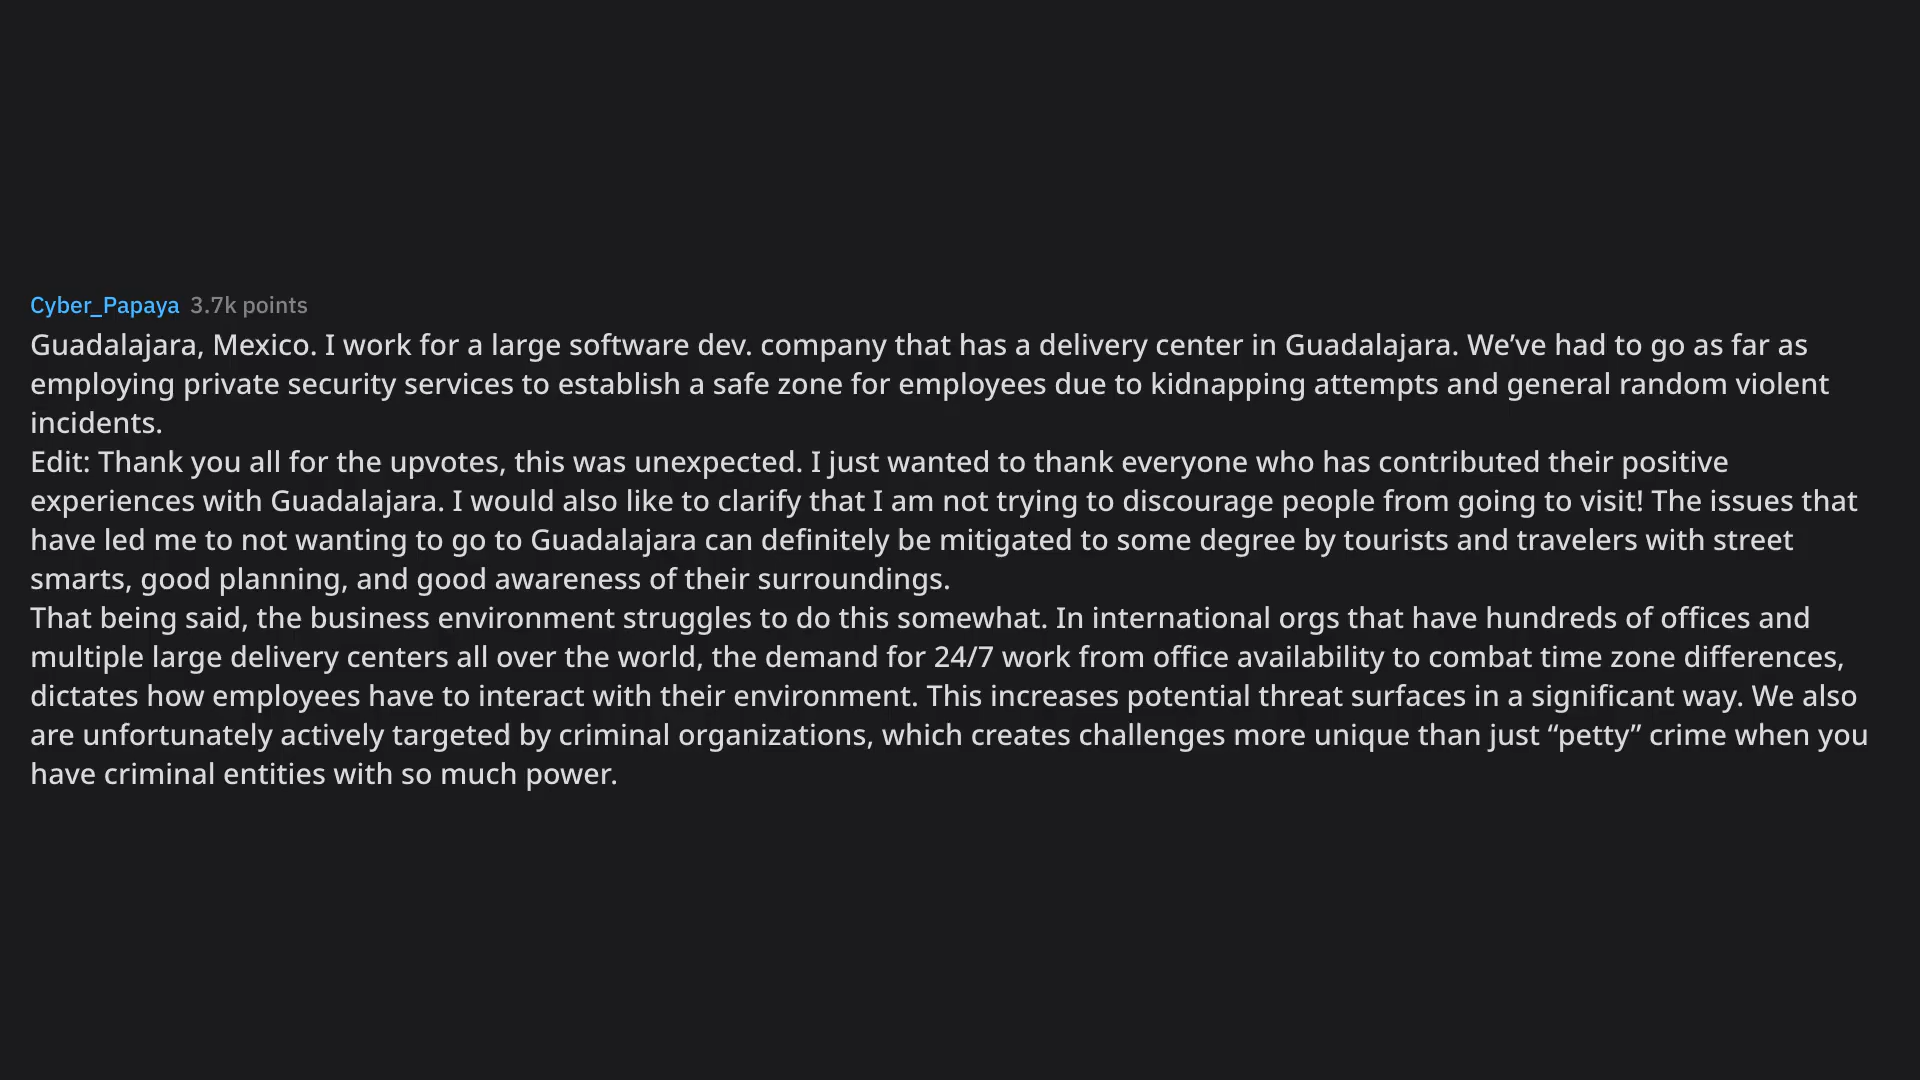 Cyber_Papaya 3.7k points
Guadalajara, Mexico. I work for a large software dev. company that has a delivery center in Guadalajara. We’ve had to go as far as
employing private security services to establish a safe zone for employees due to kidnapping attempts and general random violent
incidents.
Edit: Thank you all for the upvotes, this was unexpected. I just wanted to thank everyone who has contributed their positive
experiences with Guadalajara. I would also like to clarify that I am not trying to discourage people from going to visit! The issues that
have led me to not wanting to go to Guadalajara can definitely be mitigated to some degree by tourists and travelers with street
smarts, good planning, and good awareness of their surroundings.
That being said, the business environment struggles to do this somewhat. In international orgs that have hundreds of offices and
multiple large delivery centers all over the world, the demand for 24/7 work from office availability to combat time zone differences,
dictates how employees have to interact with their environment. This increases potential threat surfaces in a significant way. We also
are unfortunately actively targeted by criminal organizations, which creates challenges more unique than just “petty” crime when you
have criminal entities with so much power.